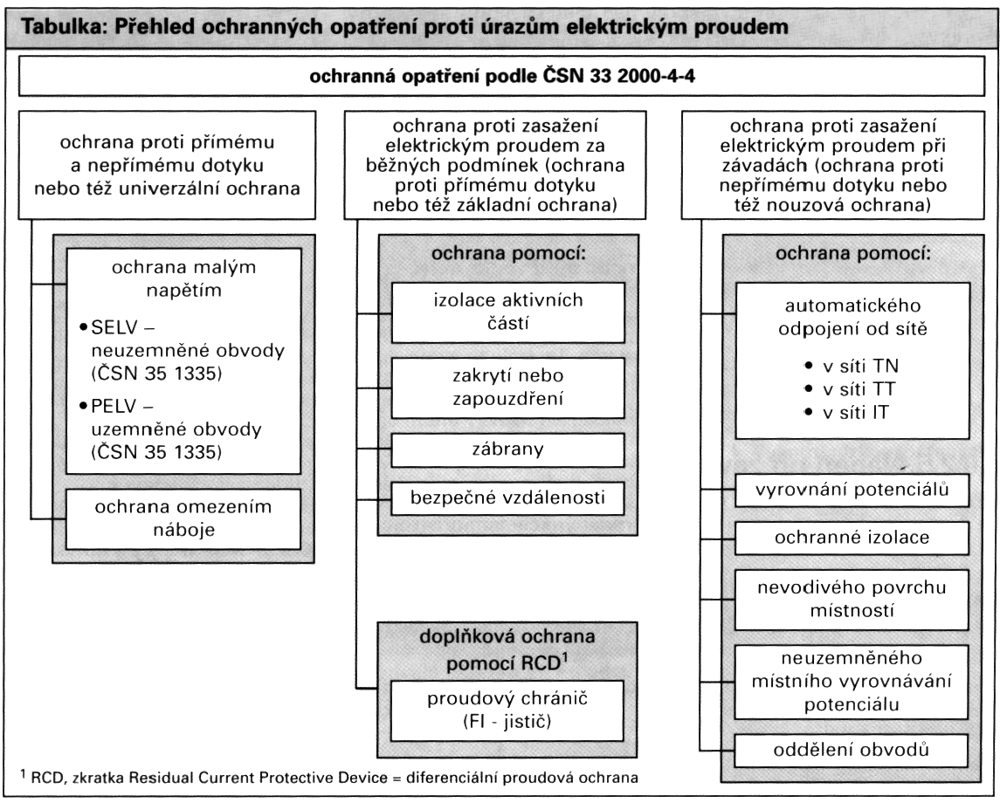 Tabulka: Přehled ochranných opatření proti úrazům elektrickým proudem
ochranná opatření podle ČSN 33 2000-4-4
ochrana proti přímému
a nepřímému dotyku
nebo též univerzální ochrana
ochrana malým
napětím
• SELV –
neuzemněné obvody
(ČSN 35 1335)
• PELV –
uzemněné obvody
(ČSN 35 1335)
ochrana omezením
náboje
ochrana proti zasažení
elektrickým proudem za
běžných podmínek (ochrana
proti přímému dotyku
nebo též základní ochrana)
ochrana pomocí:
izolace aktivních
částí
zakrytí nebo
zapouzdření
zábrany
bezpečné vzdálenosti
doplňková ochrana
pomocí RCD¹
proudový chránič
(FI - jistič)
ochrana proti zasažení
elektrickým proudem při
závadách (ochrana proti
nepřímému dotyku nebo
též nouzová ochrana)
ochrana pomocí:
automatického
odpojení od sítě
• v síti TN
• v síti TT
• v síti IT
vyrovnání potenciálů
ochranné izolace
nevodivého povrchu
místností
neuzemněného
místního vyrovnávání
potenciálu
oddělení obvodů
¹ RCD, zkratka Residual Current Protective Device = diferenciální proudová ochrana